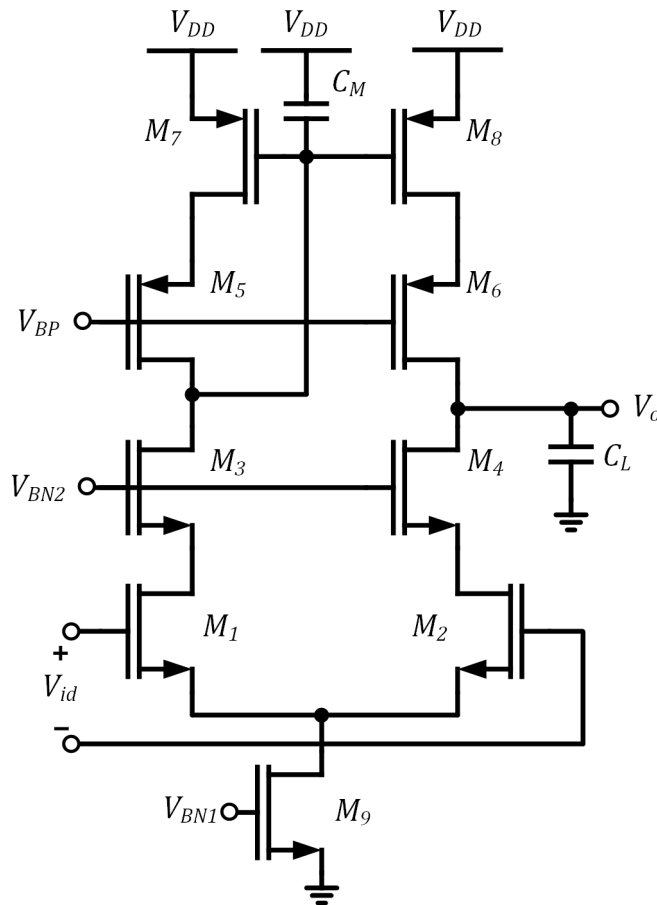 V_DD V_DD V_DD
C_M
M_7 M_8
M_5 M_6
V_BP
V_o
M_3 M_4
V_BN2 C_L
M_1 M_2
+
V_id
−
V_BN1 M_9